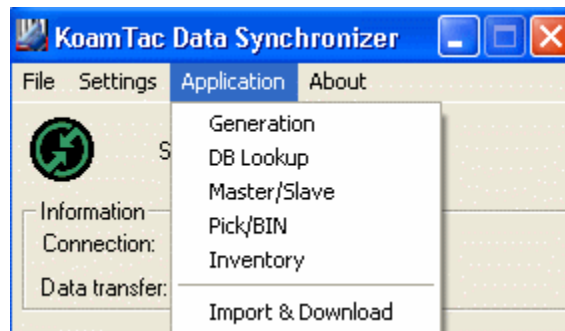 KoamTac Data Synchronizer
File Settings Application About
Generation
S
DB Lookup
Master/Slave
Information
Pick/BIN
Connection:
Inventory
Data transfer:
Import & Download